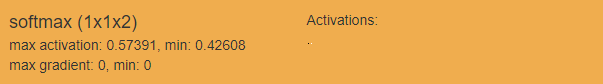 softmax (1x1x2)
max activation: 0.57391, min: 0.42608
max gradient: 0, min: 0
Activations: